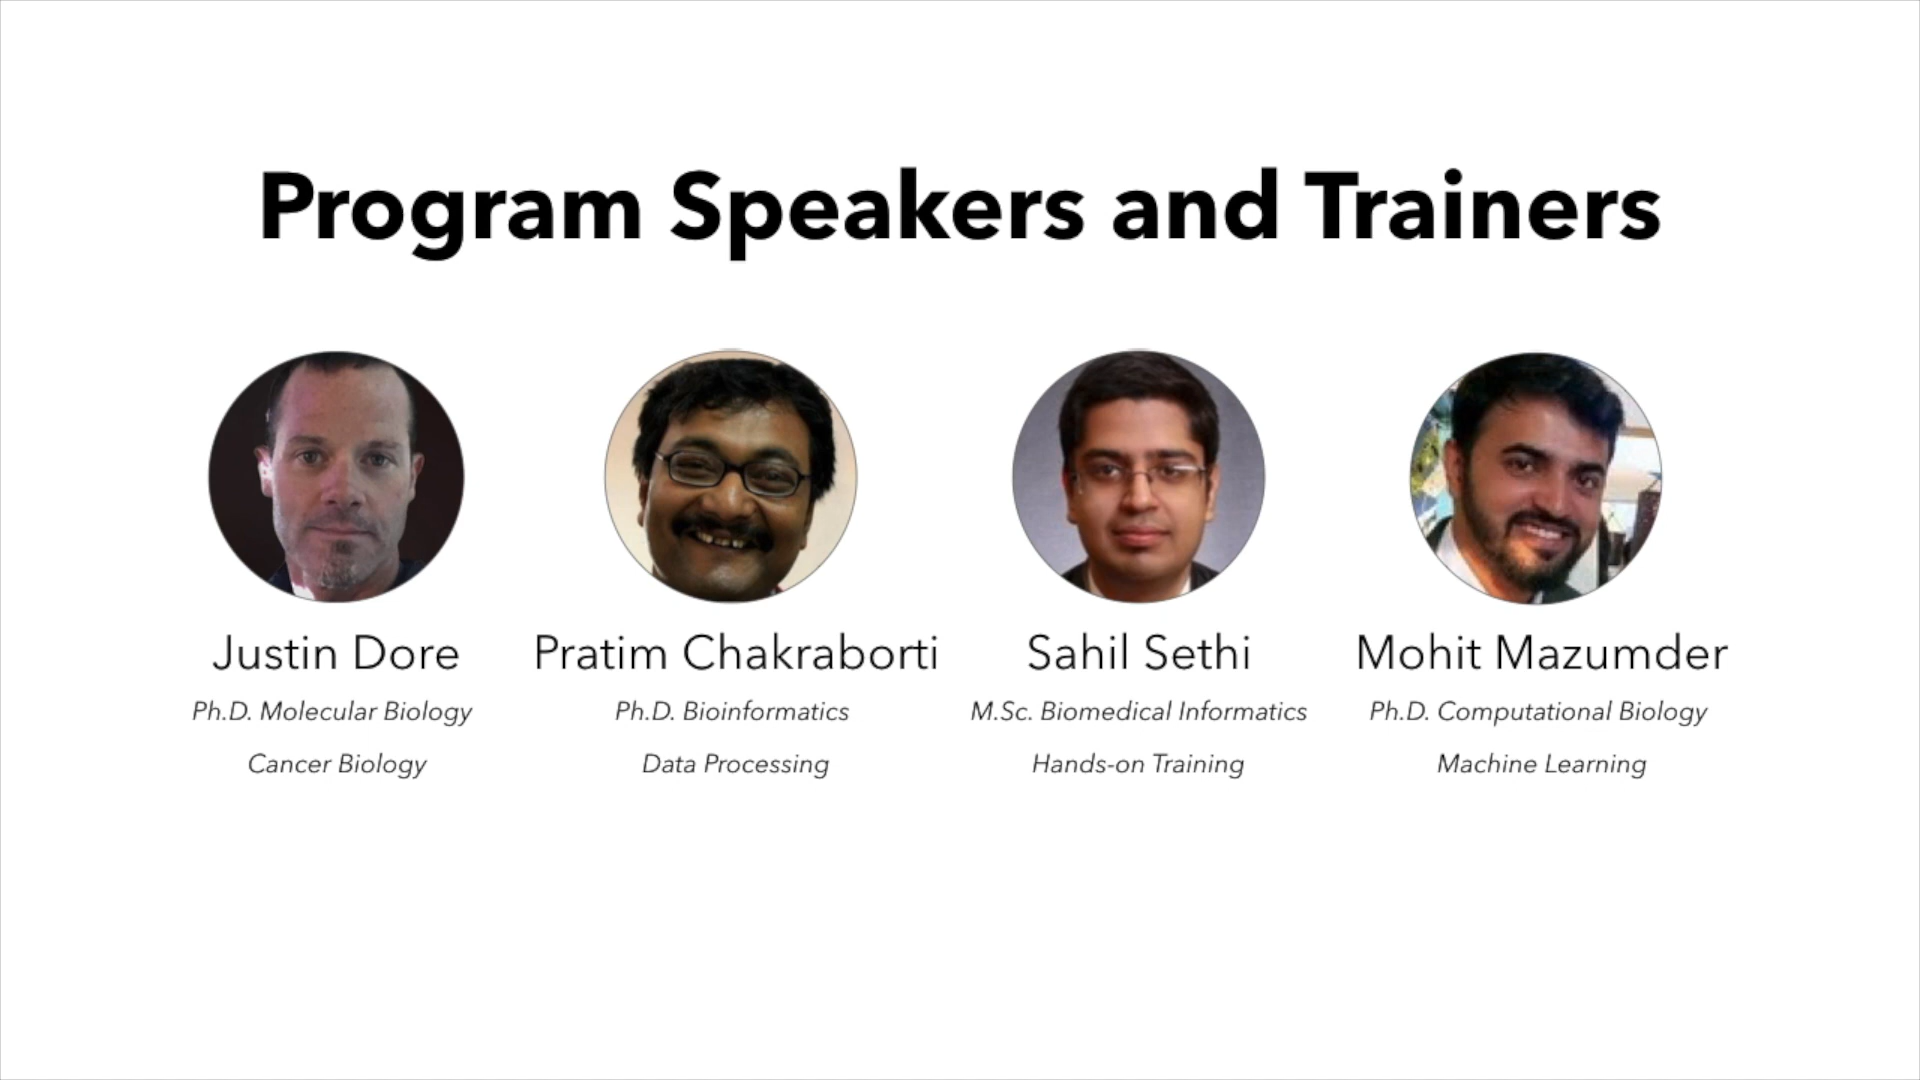 Program Speakers and Trainers
Justin Dore
Ph.D. Molecular Biology
Cancer Biology
Pratim Chakraborti
Ph.D. Bioinformatics
Data Processing
Sahil Sethi
M.Sc. Biomedical Informatics
Hands-on Training
Mohit Mazumder
Ph.D. Computational Biology
Machine Learning